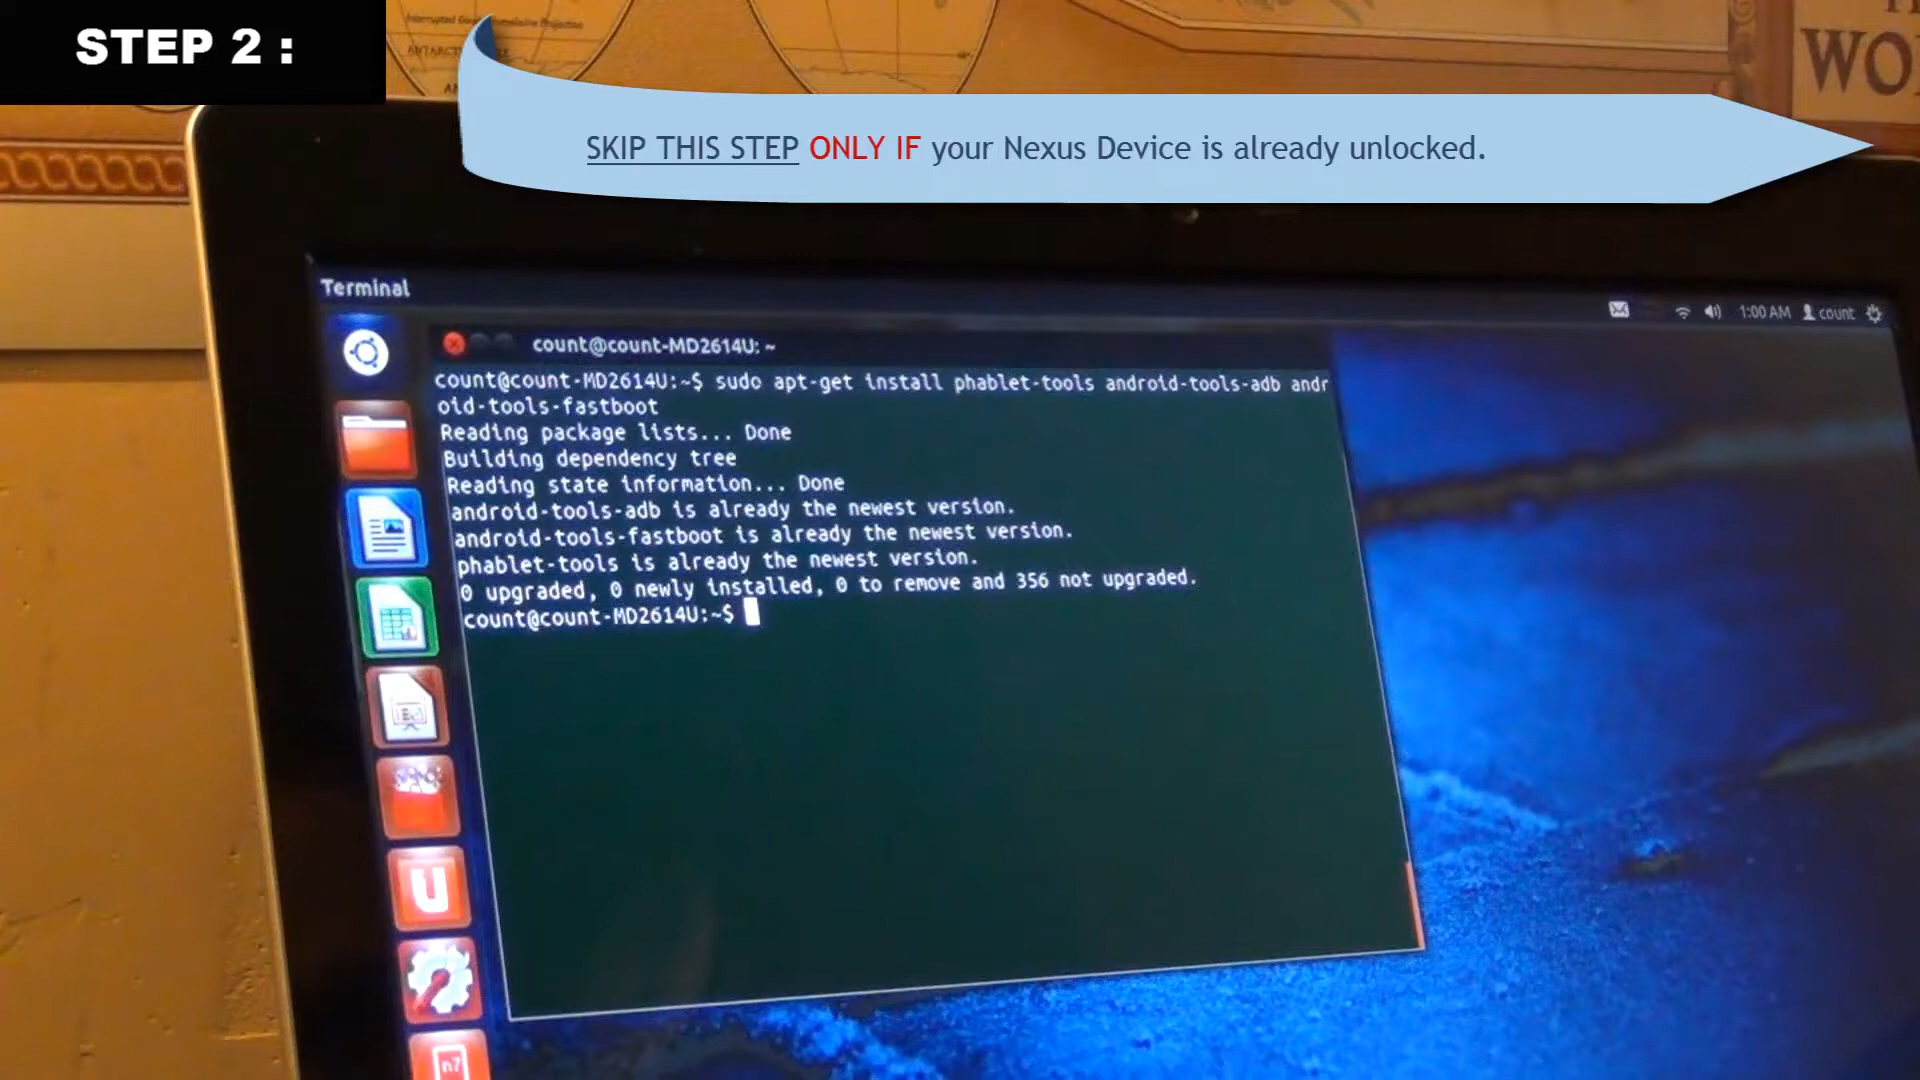 STEP 2 :
Interrupted
Projection
WO
SKIP THIS STEP ONLY IF your Nexus Device is already unlocked.
Terminal
1:00 AM count
count@count-MD2614U: ~
count@count-MD2614U:~$ sudo apt-get install phablet-tools android-tools-adb andr
oid-tools-fastboot
Reading package lists... Done
Building dependency tree
Reading state information... Done
android-tools-adb is already the newest version.
android-tools-fastboot is already the newest version.
phablet-tools is already the newest version.
0 upgraded, 0 newly installed, 0 to remove and 356 not upgraded.
count@count-MD2614U:~$
U
n7